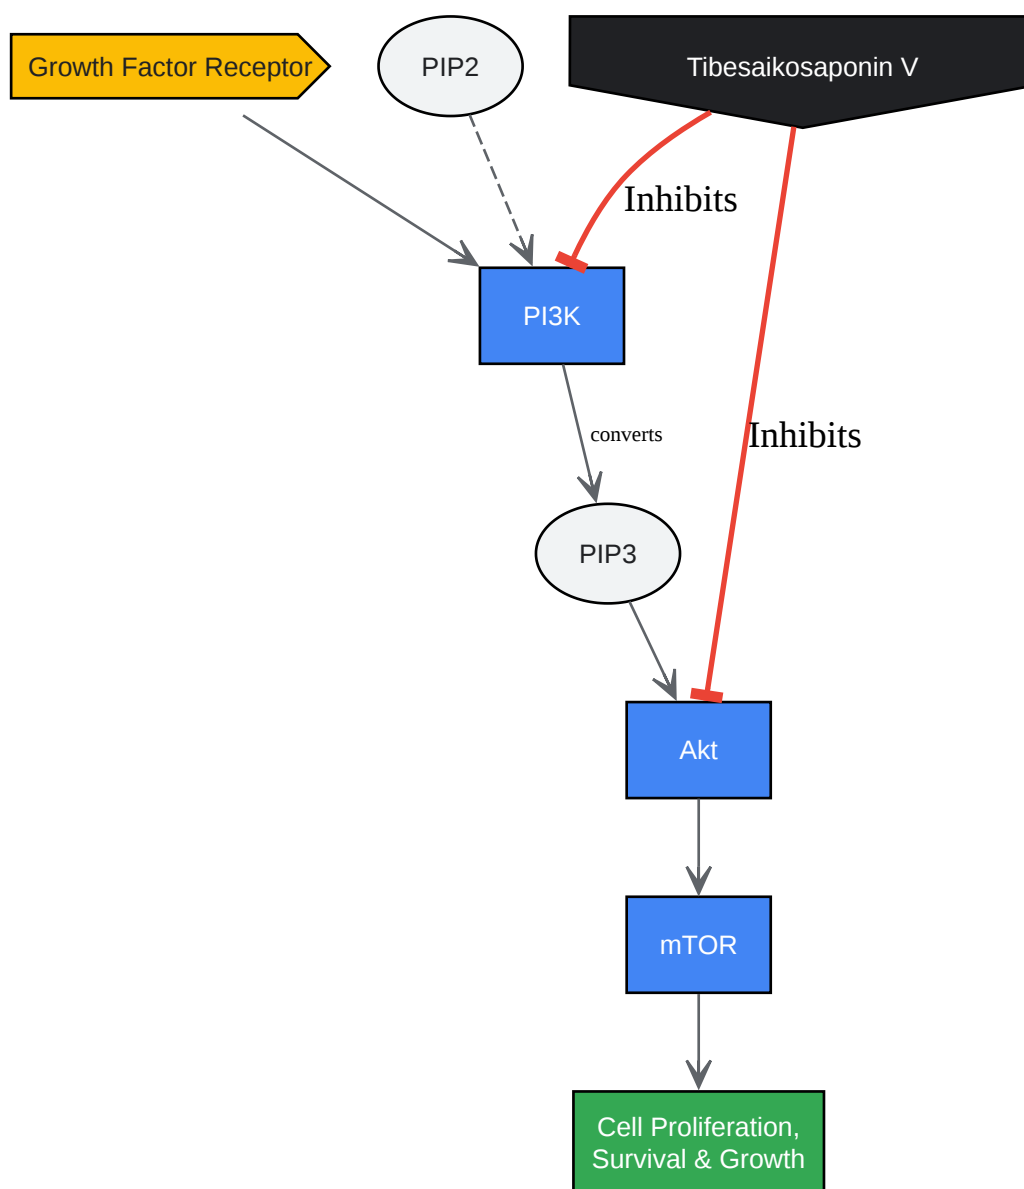 Growth Factor Receptor
PIP2
Tibesaikosaponin V
Inhibits
PI3K
converts
Inhibits
PIP3
Akt
mTOR
Cell Proliferation,
Survival & Growth